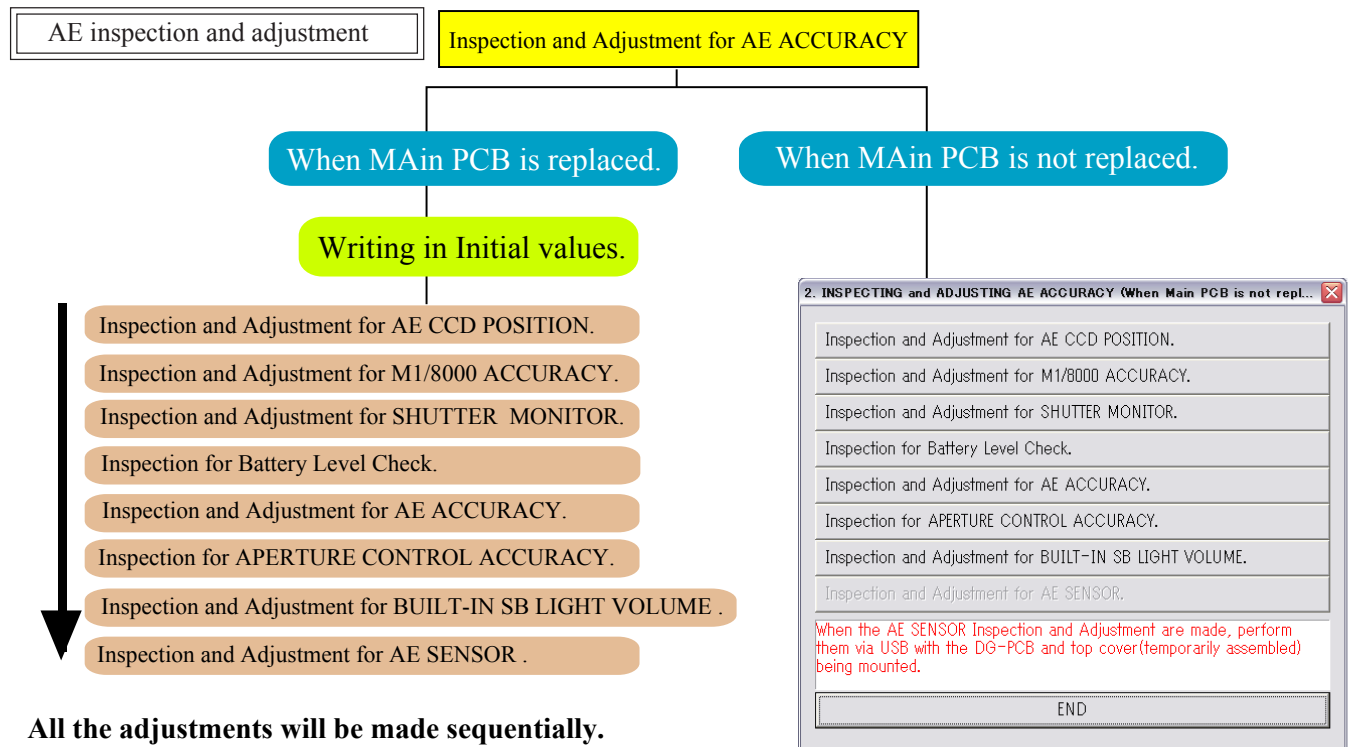 AE inspection and adjustment
Inspection and Adjustment for AE ACCURACY
When MAin PCB is replaced.
When MAin PCB is not replaced.
Writing in Initial values.
Inspection and Adjustment for AE CCD POSITION.
Inspection and Adjustment for M1/8000 ACCURACY.
Inspection and Adjustment for SHUTTER MONITOR.
Inspection for Battery Level Check.
Inspection and Adjustment for AE ACCURACY.
Inspection for APERTURE CONTROL ACCURACY.
Inspection and Adjustment for BUILT-IN SB LIGHT VOLUME .
Inspection and Adjustment for AE SENSOR .
All the adjustments will be made sequentially.
2. INSPECTING and ADJUSTING AE ACCURACY (When Main PCB is not repl...
Inspection and Adjustment for AE CCD POSITION.
Inspection and Adjustment for M1/8000 ACCURACY.
Inspection and Adjustment for SHUTTER MONITOR.
Inspection for Battery Level Check.
Inspection and Adjustment for AE ACCURACY.
Inspection for APERTURE CONTROL ACCURACY.
Inspection and Adjustment for BUILT-IN SB LIGHT VOLUME.
Inspection and Adjustment for AE SENSOR.
When the AE SENSOR Inspection and Adjustment are made, perform
them via USB with the DG-PCB and top cover(temporarily assembled)
being mounted.
END